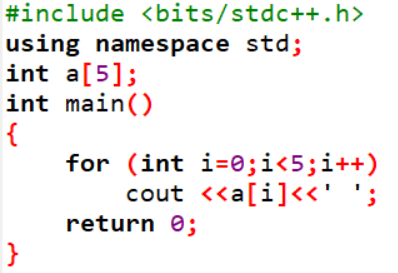 #include <bits/stdc++.h>
using namespace std;
int a[5];
int main()
{
    for (int i=0;i<5;i++)
        cout <<a[i]<<' ';
    return 0;
}